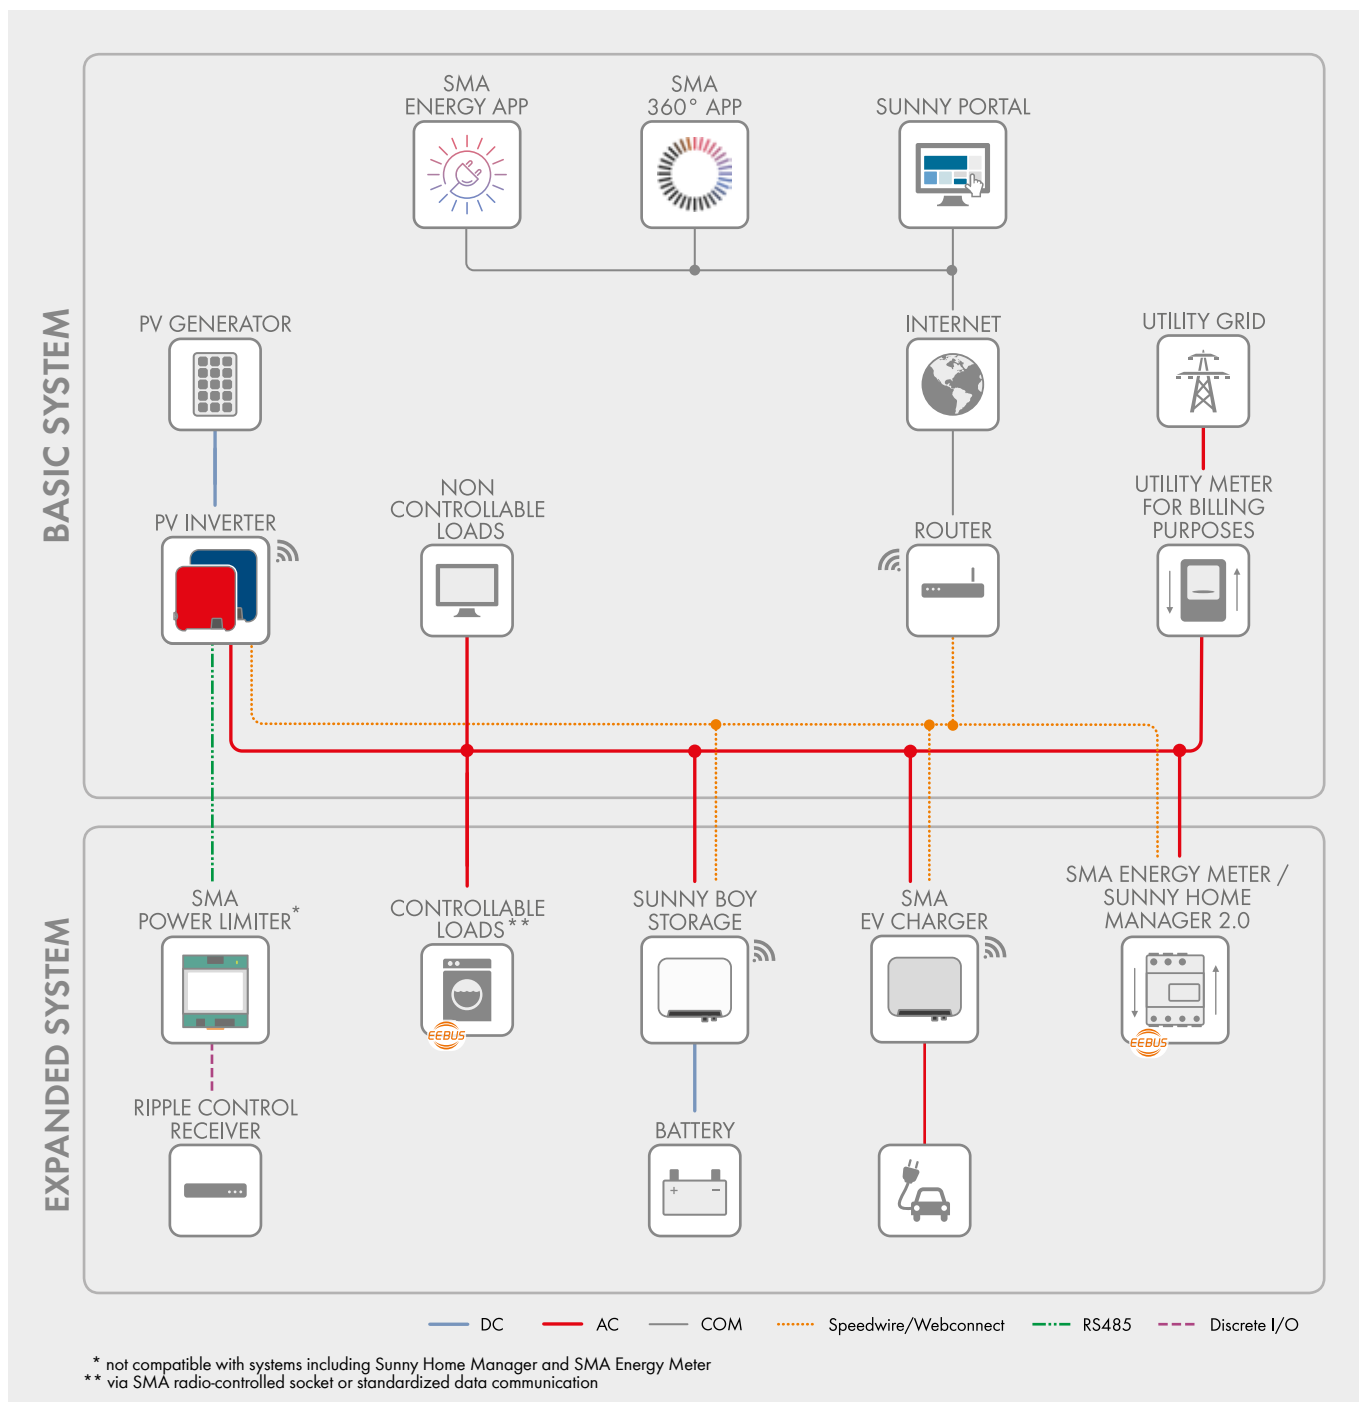 BASIC SYSTEM
SMA
ENERGY APP
SMA
360° APP
SUNNY PORTAL
PV GENERATOR
INTERNET
UTILITY GRID
PV INVERTER
NON
CONTROLLABLE
LOADS
ROUTER
UTILITY METER
FOR BILLING
PURPOSES
EXPANDED SYSTEM
SMA
POWER LIMITER*
CONTROLLABLE
LOADS**
EEBUS
SUNNY BOY
STORAGE
SMA
EV CHARGER
SMA ENERGY METER /
SUNNY HOME
MANAGER 2.0
EEBUS
RIPPLE CONTROL
RECEIVER
BATTERY
+ −
DC
AC
COM
Speedwire/Webconnect
RS485
Discrete I/O
* not compatible with systems including Sunny Home Manager and SMA Energy Meter
** via SMA radio-controlled socket or standardized data communication